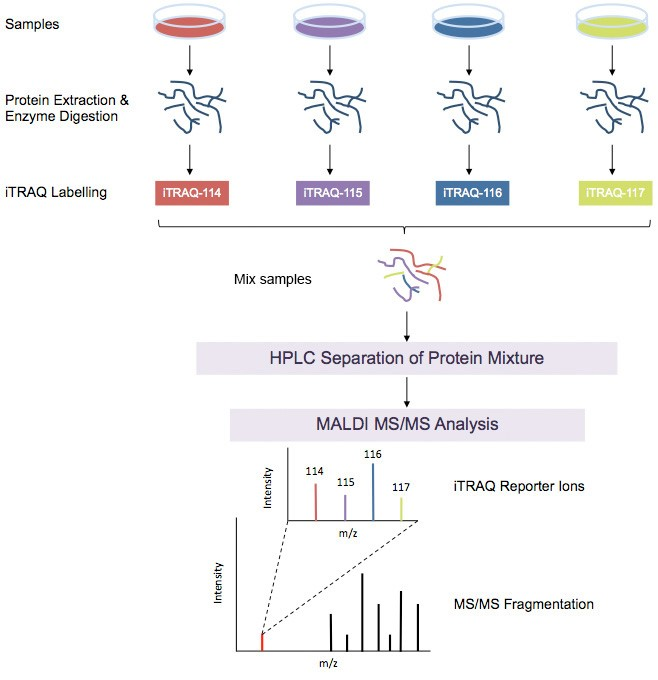 Samples
Protein Extraction &
Enzyme Digestion
iTRAQ Labelling
iTRAQ-114
iTRAQ-115
iTRAQ-116
iTRAQ-117
Mix samples
HPLC Separation of Protein Mixture
MALDI MS/MS Analysis
Intensity
114
115
116
117
m/z
iTRAQ Reporter Ions
Intensity
m/z
MS/MS Fragmentation